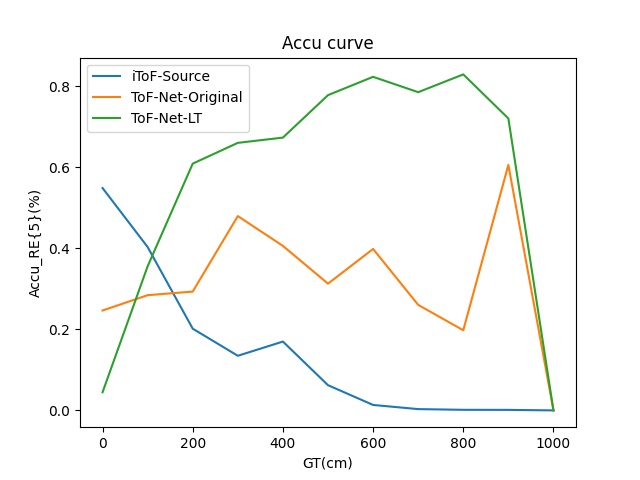 Accu curve
iToF-Source
ToF-Net-Original
ToF-Net-LT
Accu_RE{5}(%)
0.8
0.6
0.4
0.2
0.0
0 200 400 600 800 1000
GT(cm)